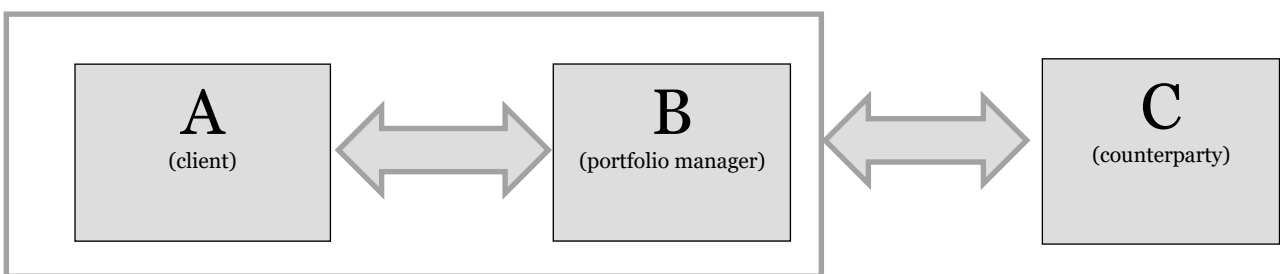 A
(client)
B
(portfolio manager)
C
(counterparty)